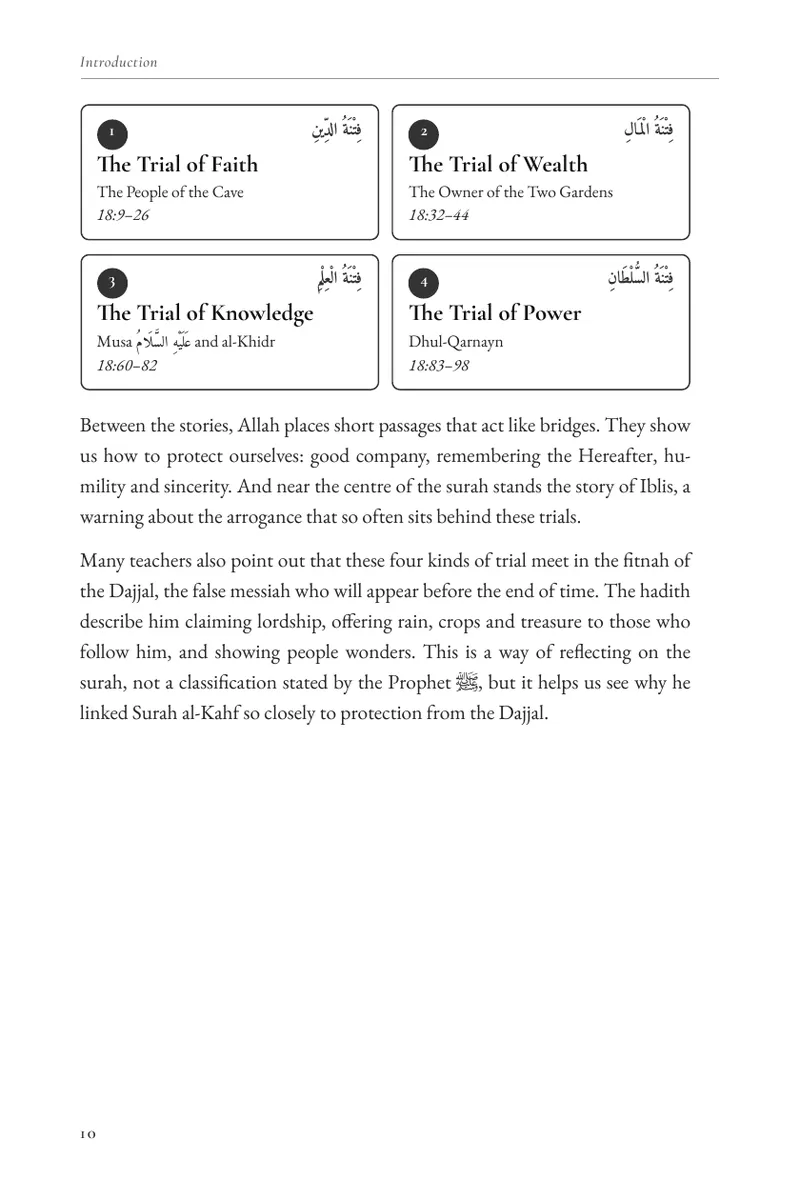 Introduction
1
فِتْنَةُ الدِّينِ
The Trial of Faith
The People of the Cave
18:9–26
2
فِتْنَةُ الْمَالِ
The Trial of Wealth
The Owner of the Two Gardens
18:32–44
3
فِتْنَةُ الْعِلْمِ
The Trial of Knowledge
Musa عَلَيْهِ السَّلَامُ and al-Khidr
18:60–82
4
فِتْنَةُ السُّلْطَانِ
The Trial of Power
Dhul-Qarnayn
18:83–98
Between the stories, Allah places short passages that act like bridges. They show
us how to protect ourselves: good company, remembering the Hereafter, hu-
mility and sincerity. And near the centre of the surah stands the story of Iblis, a
warning about the arrogance that so often sits behind these trials.
Many teachers also point out that these four kinds of trial meet in the fitnah of
the Dajjal, the false messiah who will appear before the end of time. The hadith
describe him claiming lordship, offering rain, crops and treasure to those who
follow him, and showing people wonders. This is a way of reflecting on the
surah, not a classification stated by the Prophet ﷺ, but it helps us see why he
linked Surah al-Kahf so closely to protection from the Dajjal.
10